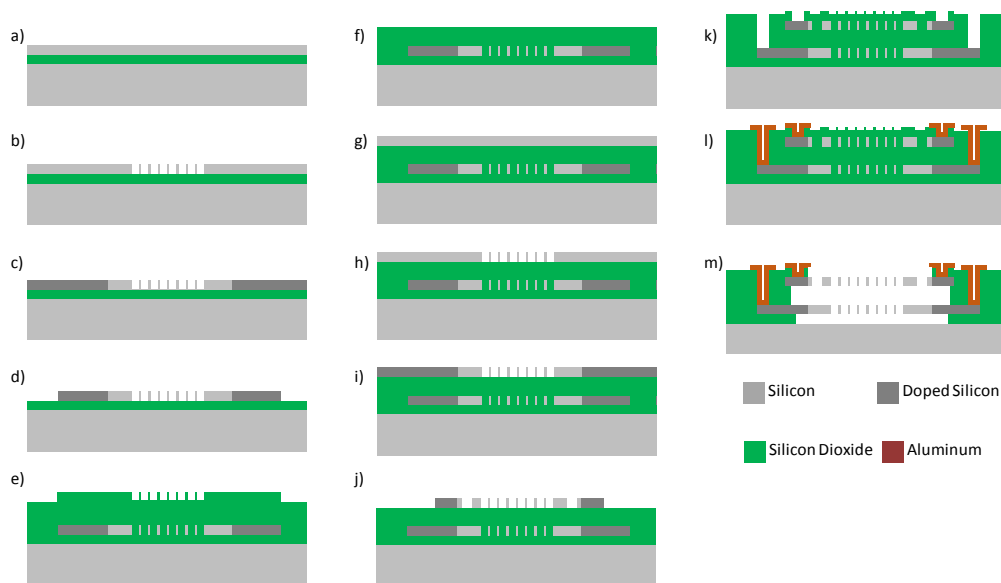 a)
b)
c)
d)
e)
f)
g)
h)
i)
j)
k)
l)
m)
Silicon
Doped Silicon
Silicon Dioxide
Aluminum